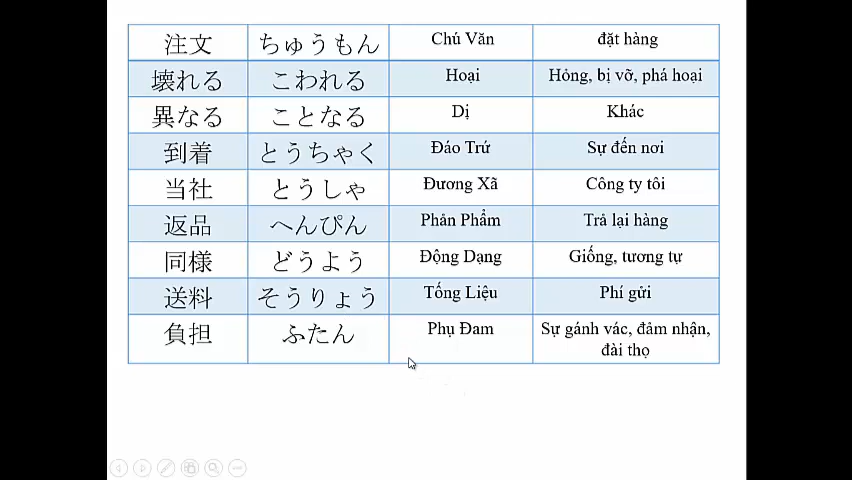 注文 ちゅうもん Chú Văn đặt hàng
壊れる こわれる Hoại Hỏng, bị vỡ, phá hoại
異なる ことなる Dị Khác
到着 とうちゃく Đáo Trứ Sự đến nơi
当社 とうしゃ Đương Xã Công ty tôi
返品 へんぴん Phản Phẩm Trả lại hàng
同様 どうよう Động Dạng Giống, tương tự
送料 そうりょう Tống Liệu Phí gửi
負担 ふたん Phụ Đam Sự gánh vác, đảm nhận,
đài thọ